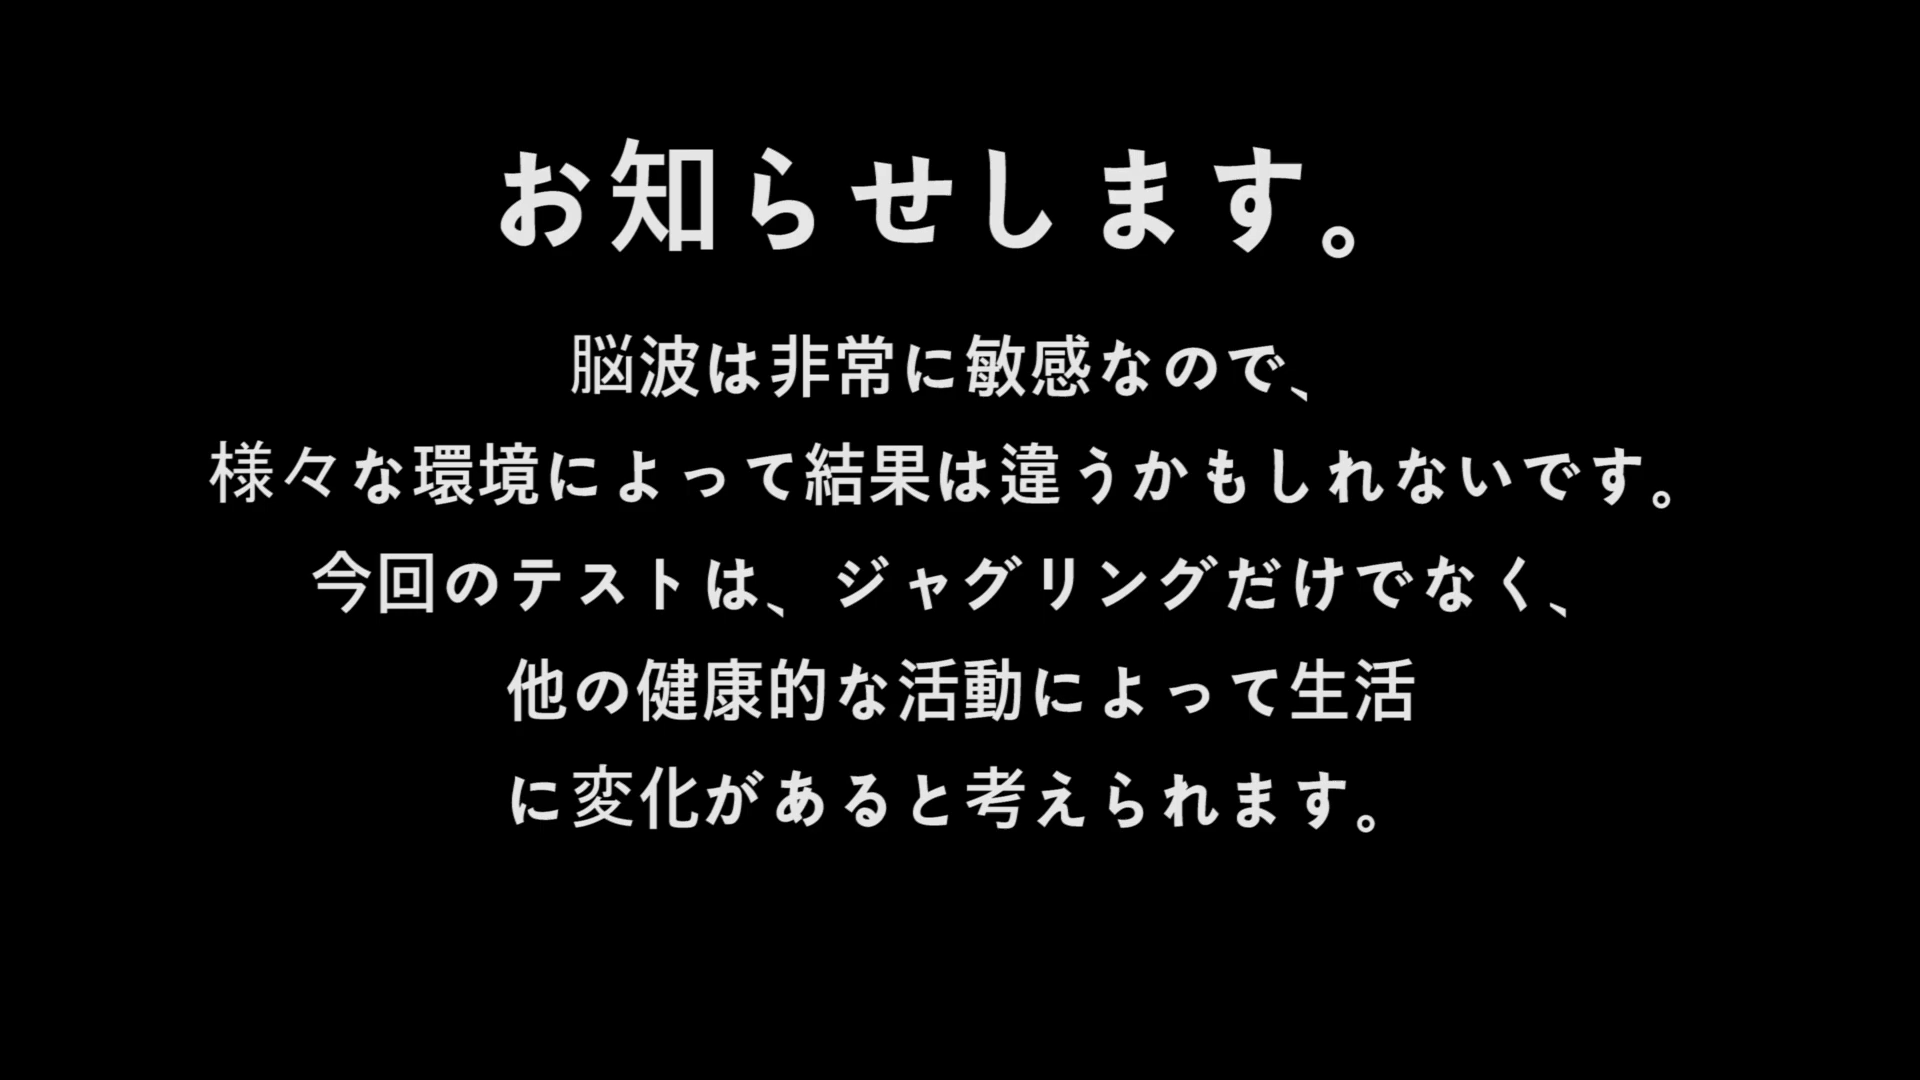 お知らせします。
脳波は非常に敏感なので、
様々な環境によって結果は違うかもしれないです。
今回のテストは、ジャグリングだけでなく、
他の健康的な活動によって生活
に変化があると考えられます。